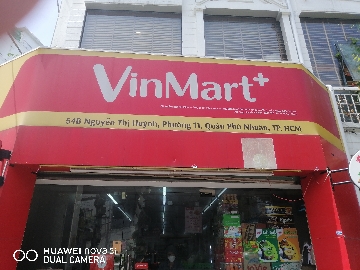 VinMart+
54B Nguyễn Thị Huỳnh, Phường 11, Quận Phú Nhuận, TP. HCM
HUAWEI nova 3i
DUAL CAMERA